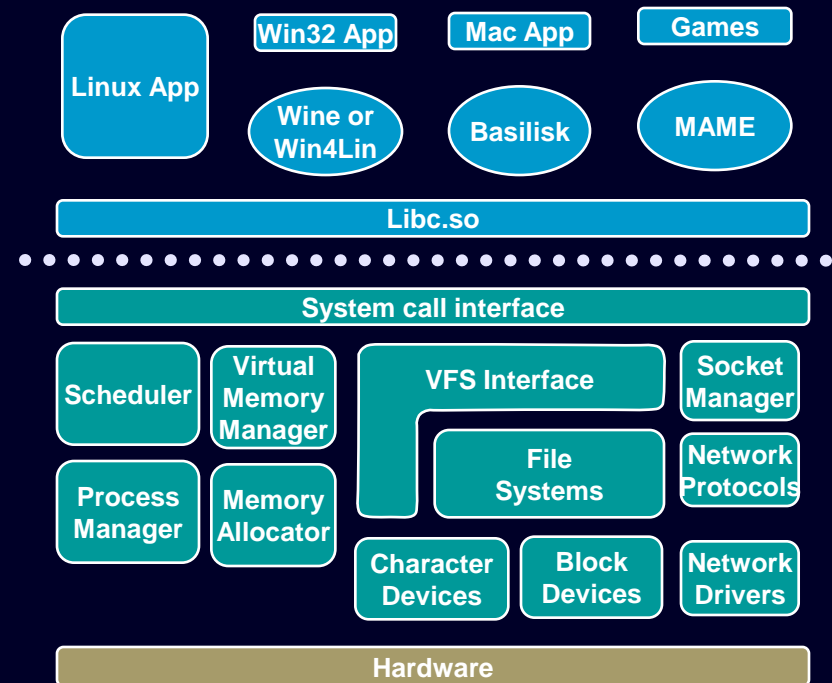 Linux App
Win32 App
Mac App
Games
Wine or
Win4Lin
Basilisk
MAME
Libc.so
System call interface
Scheduler
Virtual
Memory
Manager
VFS Interface
Socket
Manager
File
Systems
Network
Protocols
Process
Manager
Memory
Allocator
Character
Devices
Block
Devices
Network
Drivers
Hardware